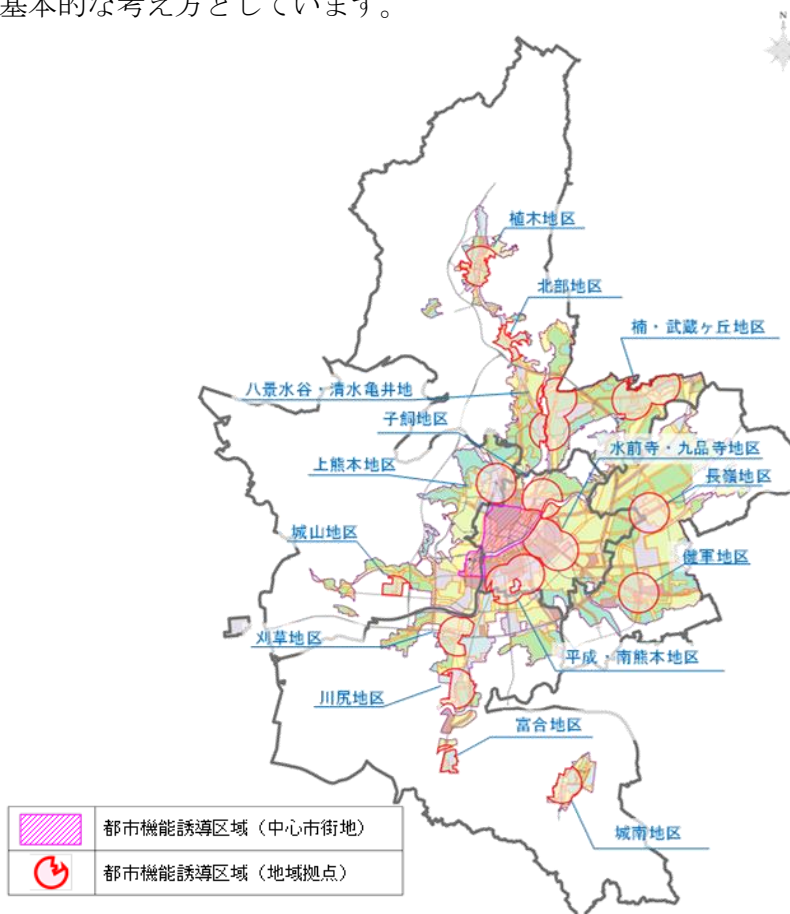 基本的な考え方としています。
N
植木地区
北部地区
楠・武蔵ヶ丘地区
八景水谷・清水亀井地
子飼地区
水前寺・九品寺地区
上熊本地区
長嶺地区
城山地区
健軍地区
刈草地区
平成・南熊本地区
川尻地区
富合地区
城南地区
都市機能誘導区域（中心市街地）
都市機能誘導区域（地域拠点）